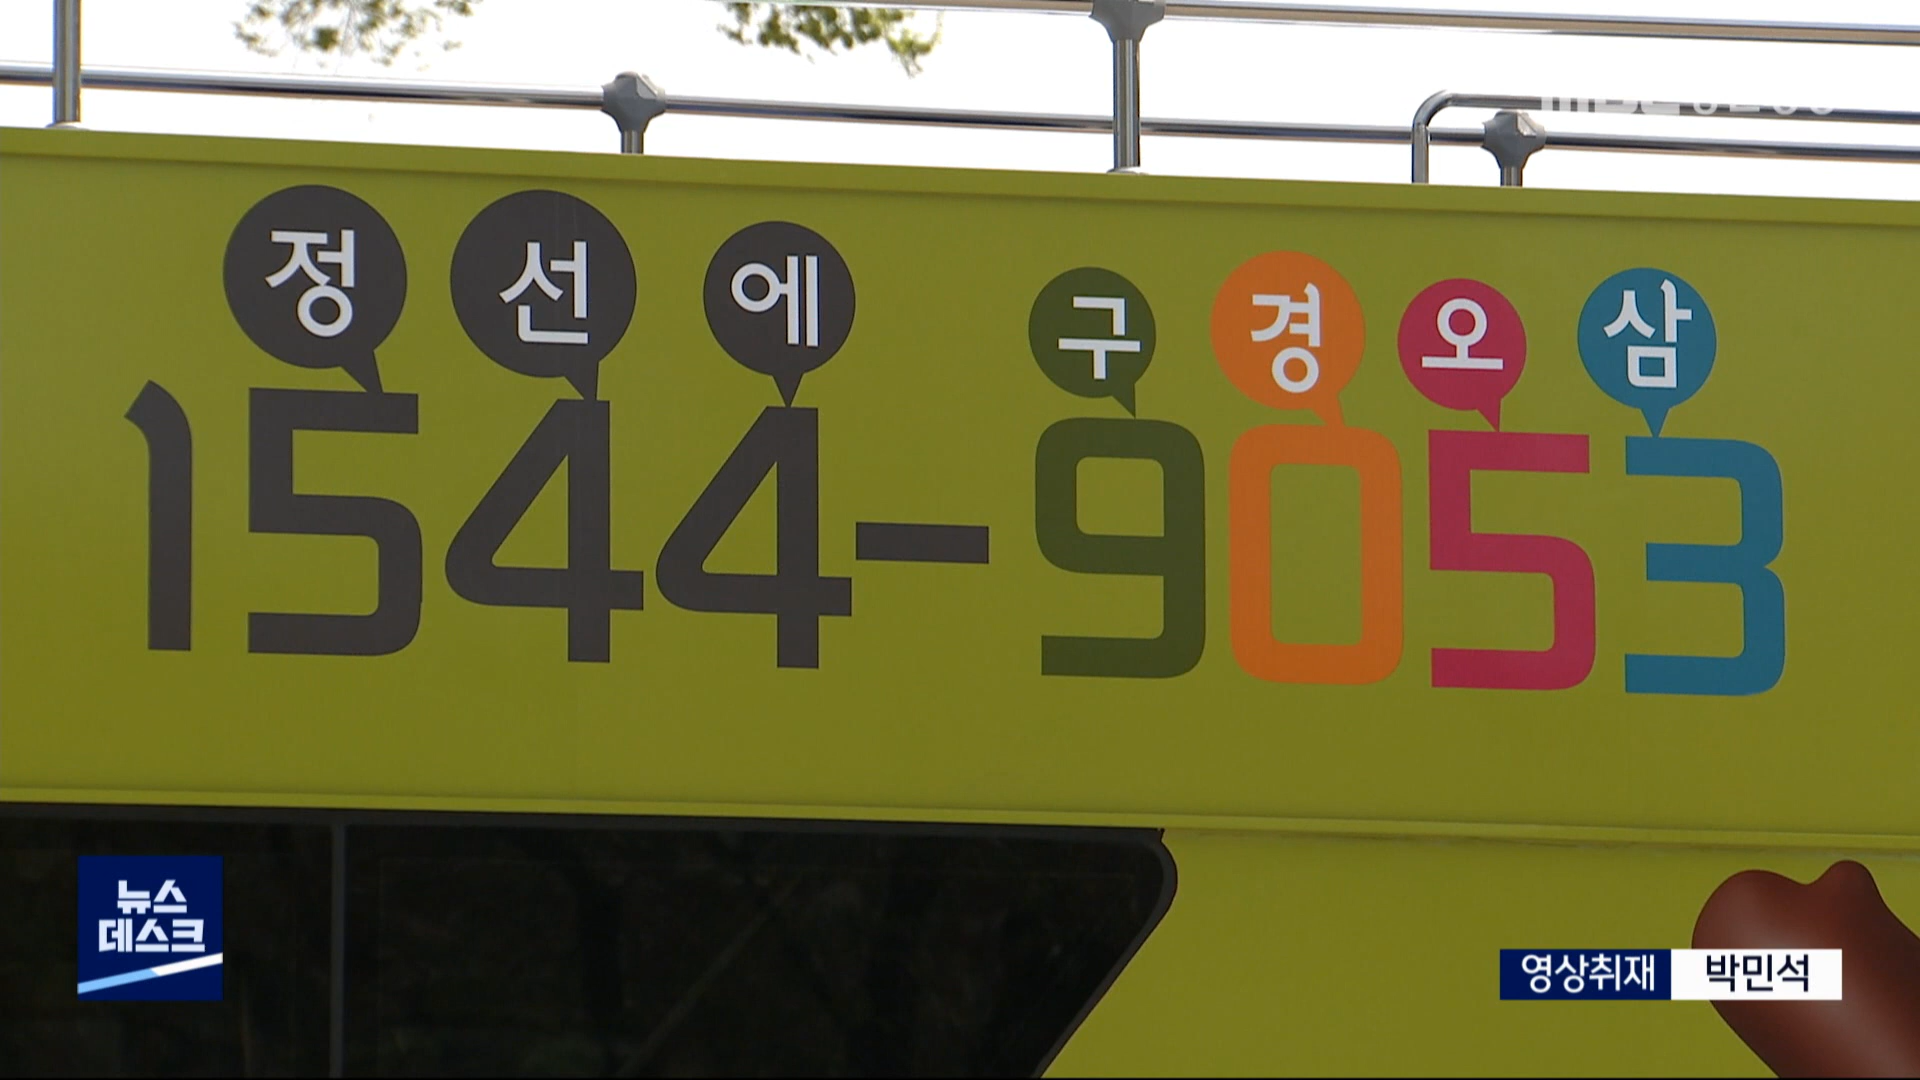 정선에 구경오삼
1544-9053
뉴스
데스크
영상취재 박민석